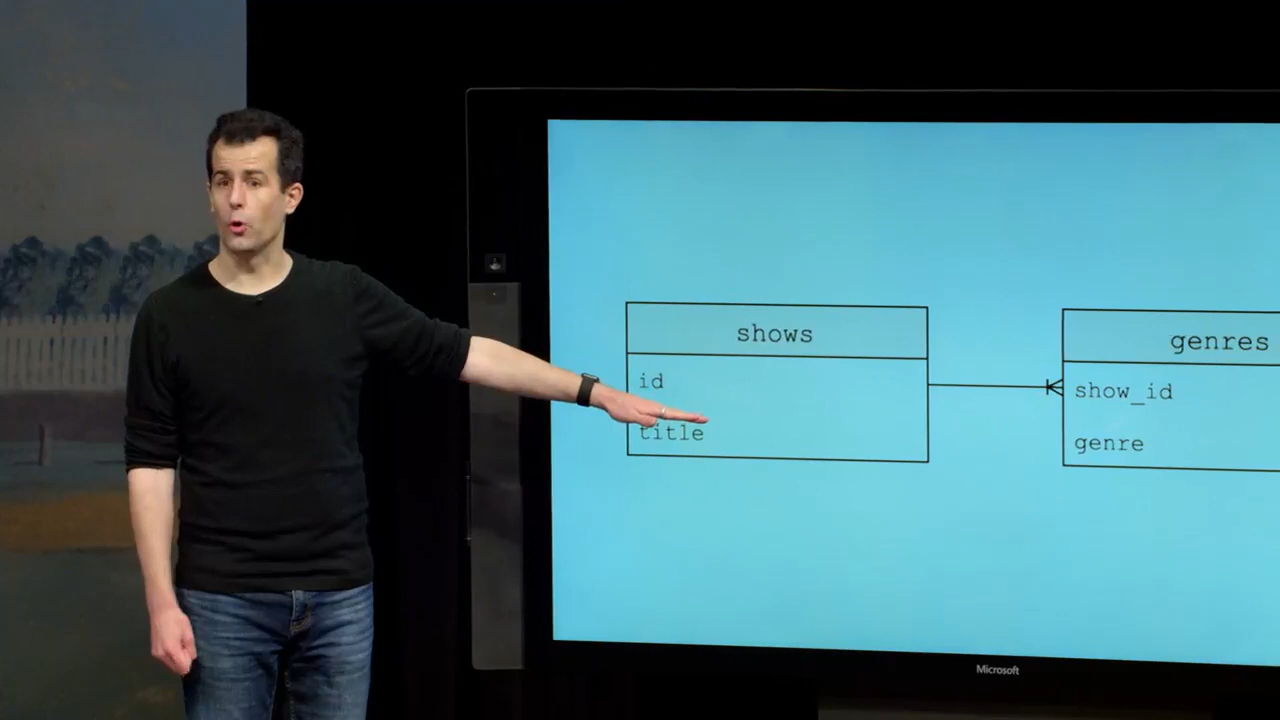 shows
id
title
genres
show_id
genre
Microsoft